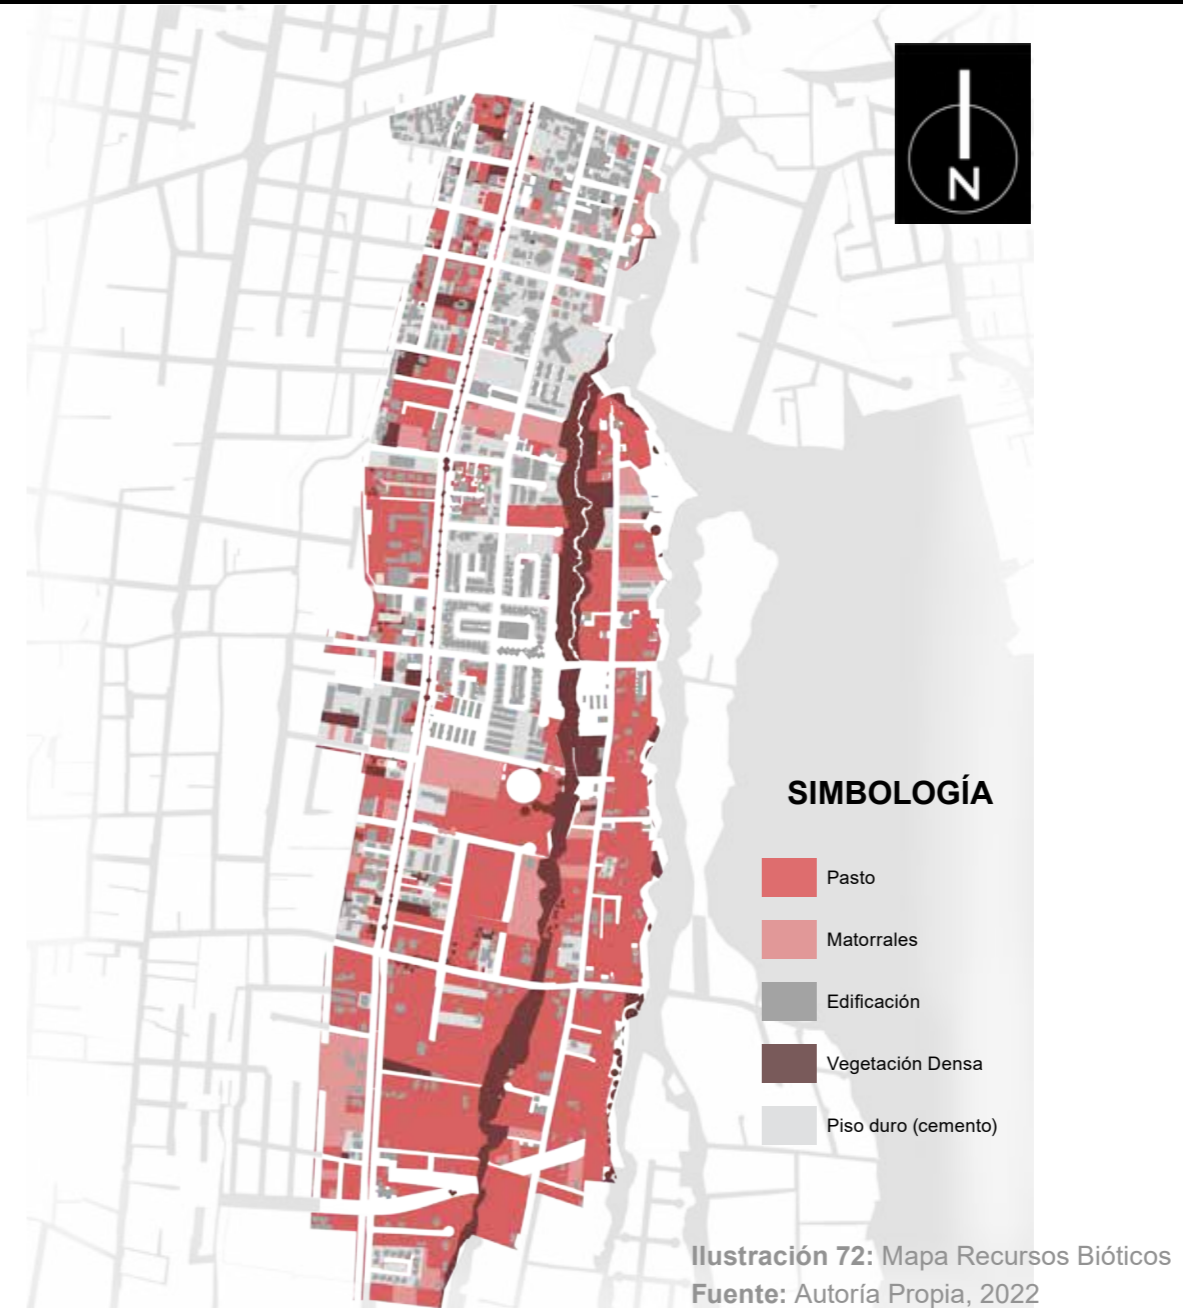 N
SIMBOLOGÍA
Pasto
Matorrales
Edificación
Vegetación Densa
Piso duro (cemento)
Ilustración 72: Mapa Recursos Bióticos
Fuente: Autoría Propia, 2022